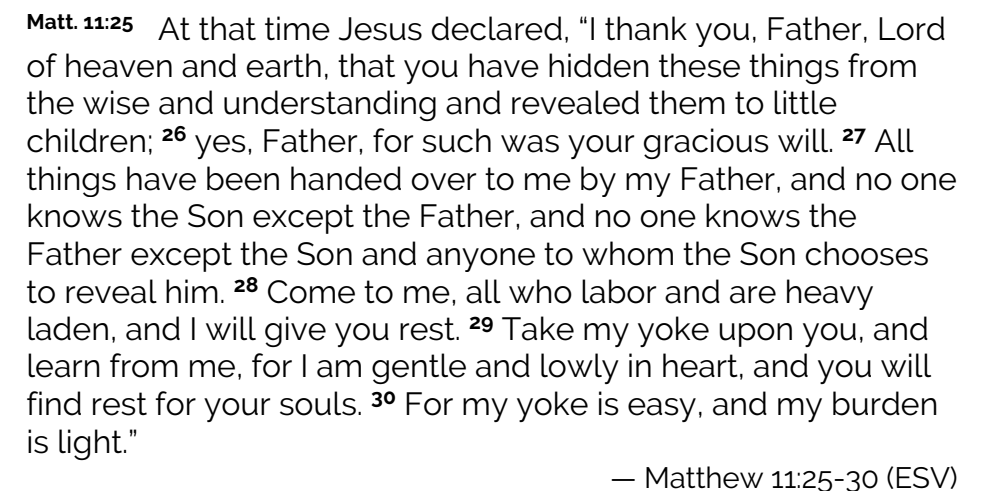 Matt. 11:25 At that time Jesus declared, “I thank you, Father, Lord
of heaven and earth, that you have hidden these things from
the wise and understanding and revealed them to little
children; 26 yes, Father, for such was your gracious will. 27 All
things have been handed over to me by my Father, and no one
knows the Son except the Father, and no one knows the
Father except the Son and anyone to whom the Son chooses
to reveal him. 28 Come to me, all who labor and are heavy
laden, and I will give you rest. 29 Take my yoke upon you, and
learn from me, for I am gentle and lowly in heart, and you will
find rest for your souls. 30 For my yoke is easy, and my burden
is light.”
— Matthew 11:25-30 (ESV)